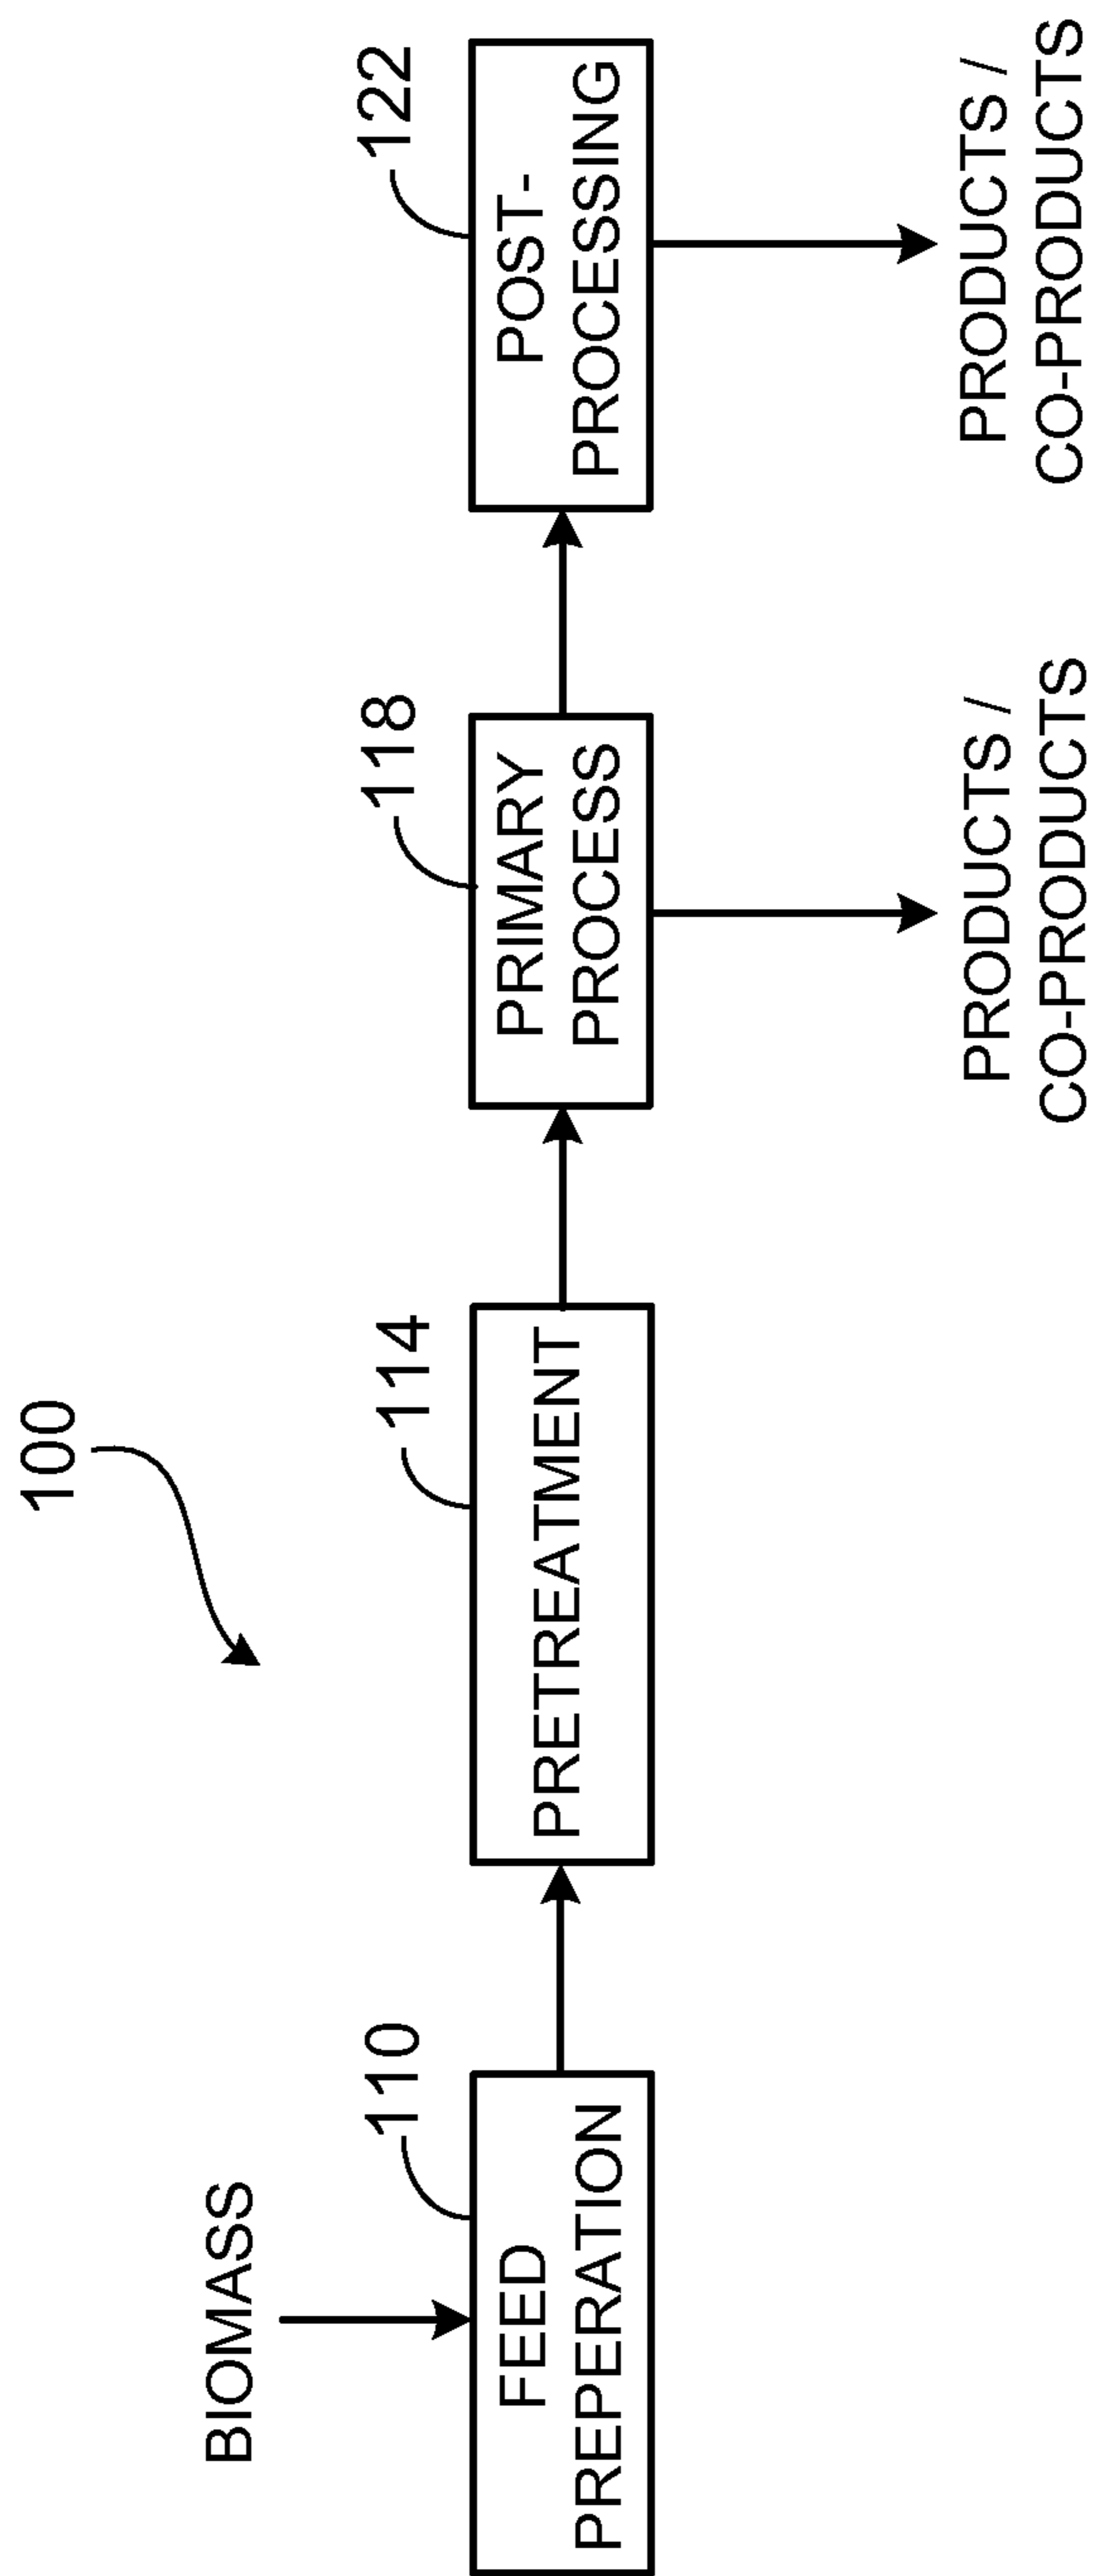 100
BIOMASS
110
FEED
PREPERATION
114
PRETREATMENT
118
PRIMARY
PROCESS
122
POST-
PROCESSING
PRODUCTS /
CO-PRODUCTS
PRODUCTS /
CO-PRODUCTS